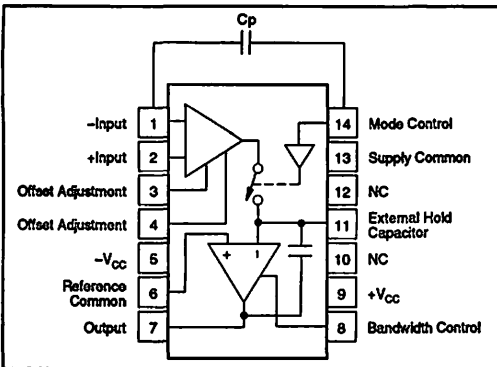 Cp
–Input 1
+Input 2
Offset Adjustment 3
Offset Adjustment 4
–VCC 5
Reference
Common 6
Output 7
14 Mode Control
13 Supply Common
12 NC
11 External Hold
Capacitor
10 NC
9 +VCC
8 Bandwidth Control
+ –